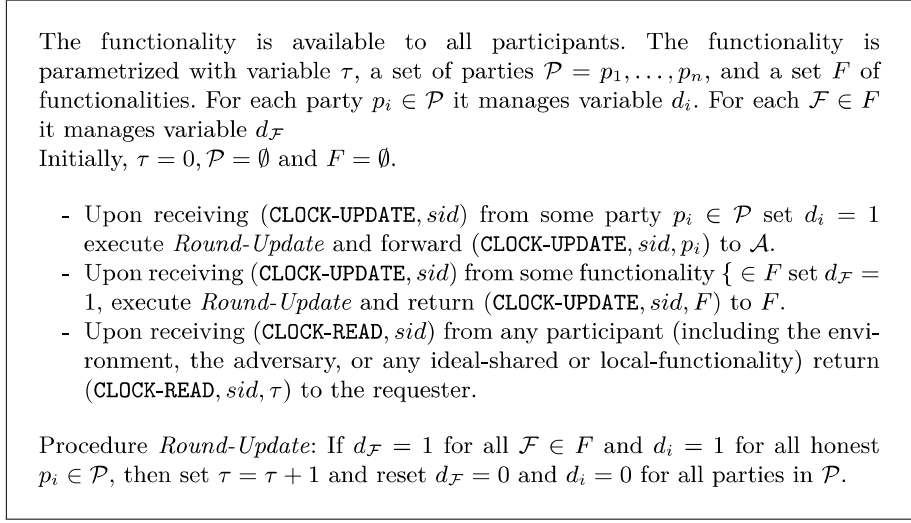 The functionality is available to all participants. The functionality is
parametrized with variable τ, a set of parties 𝒫 = p₁, . . . , pₙ, and a set F of
functionalities. For each party pᵢ ∈ 𝒫 it manages variable dᵢ. For each ℱ ∈ F
it manages variable d_ℱ
Initially, τ = 0, 𝒫 = ∅ and F = ∅.
- Upon receiving (CLOCK-UPDATE, sid) from some party pᵢ ∈ 𝒫 set dᵢ = 1
execute Round-Update and forward (CLOCK-UPDATE, sid, pᵢ) to 𝒜.
- Upon receiving (CLOCK-UPDATE, sid) from some functionality { ∈ F set d_ℱ =
1, execute Round-Update and return (CLOCK-UPDATE, sid, F) to F.
- Upon receiving (CLOCK-READ, sid) from any participant (including the envi-
ronment, the adversary, or any ideal-shared or local-functionality) return
(CLOCK-READ, sid, τ) to the requester.
Procedure Round-Update: If d_ℱ = 1 for all ℱ ∈ F and dᵢ = 1 for all honest
pᵢ ∈ 𝒫, then set τ = τ + 1 and reset d_ℱ = 0 and dᵢ = 0 for all parties in 𝒫.